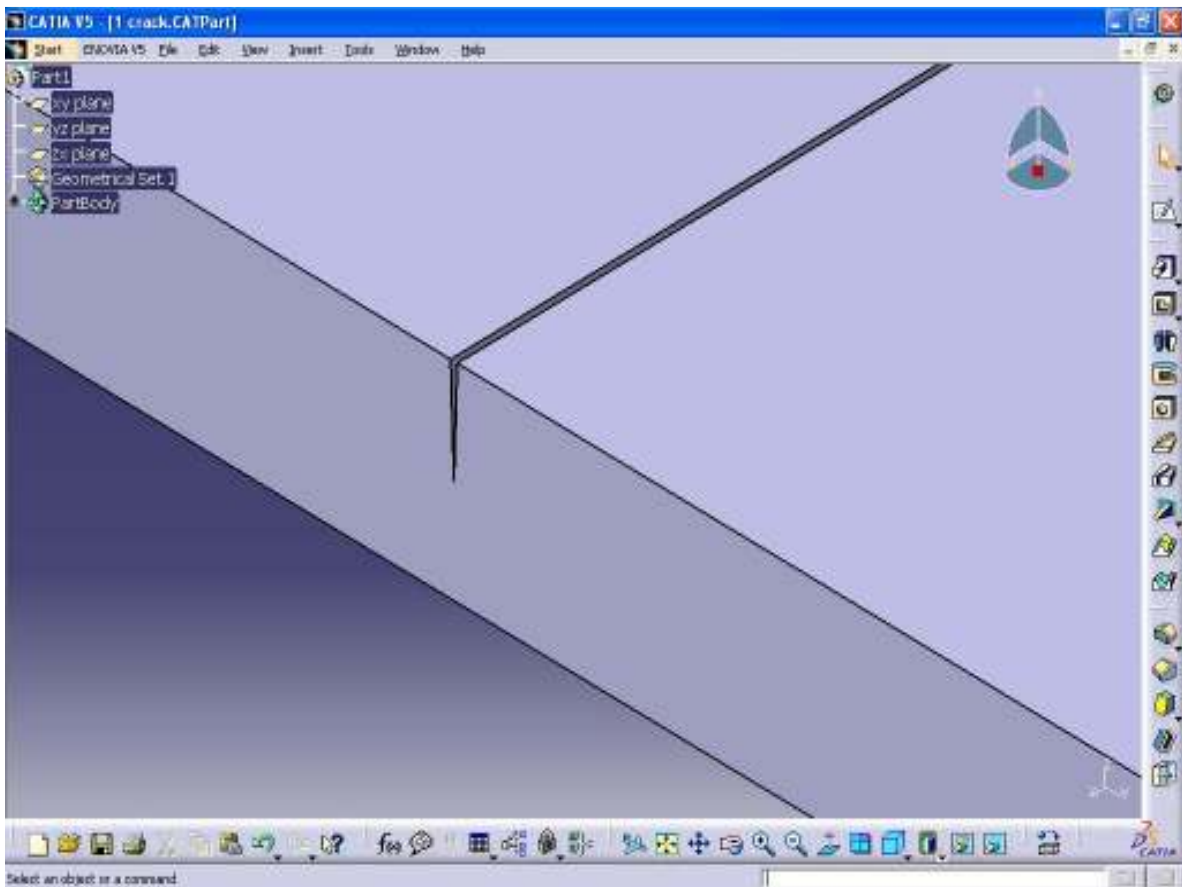 CATIA V5 - [1 crack.CATPart]
Start ENOVIA V5 File Edit View Insert Tools Window Help
Part1
xy plane
yz plane
zx plane
Geometrical Set.1
PartBody
CATIA
Select an object or a command